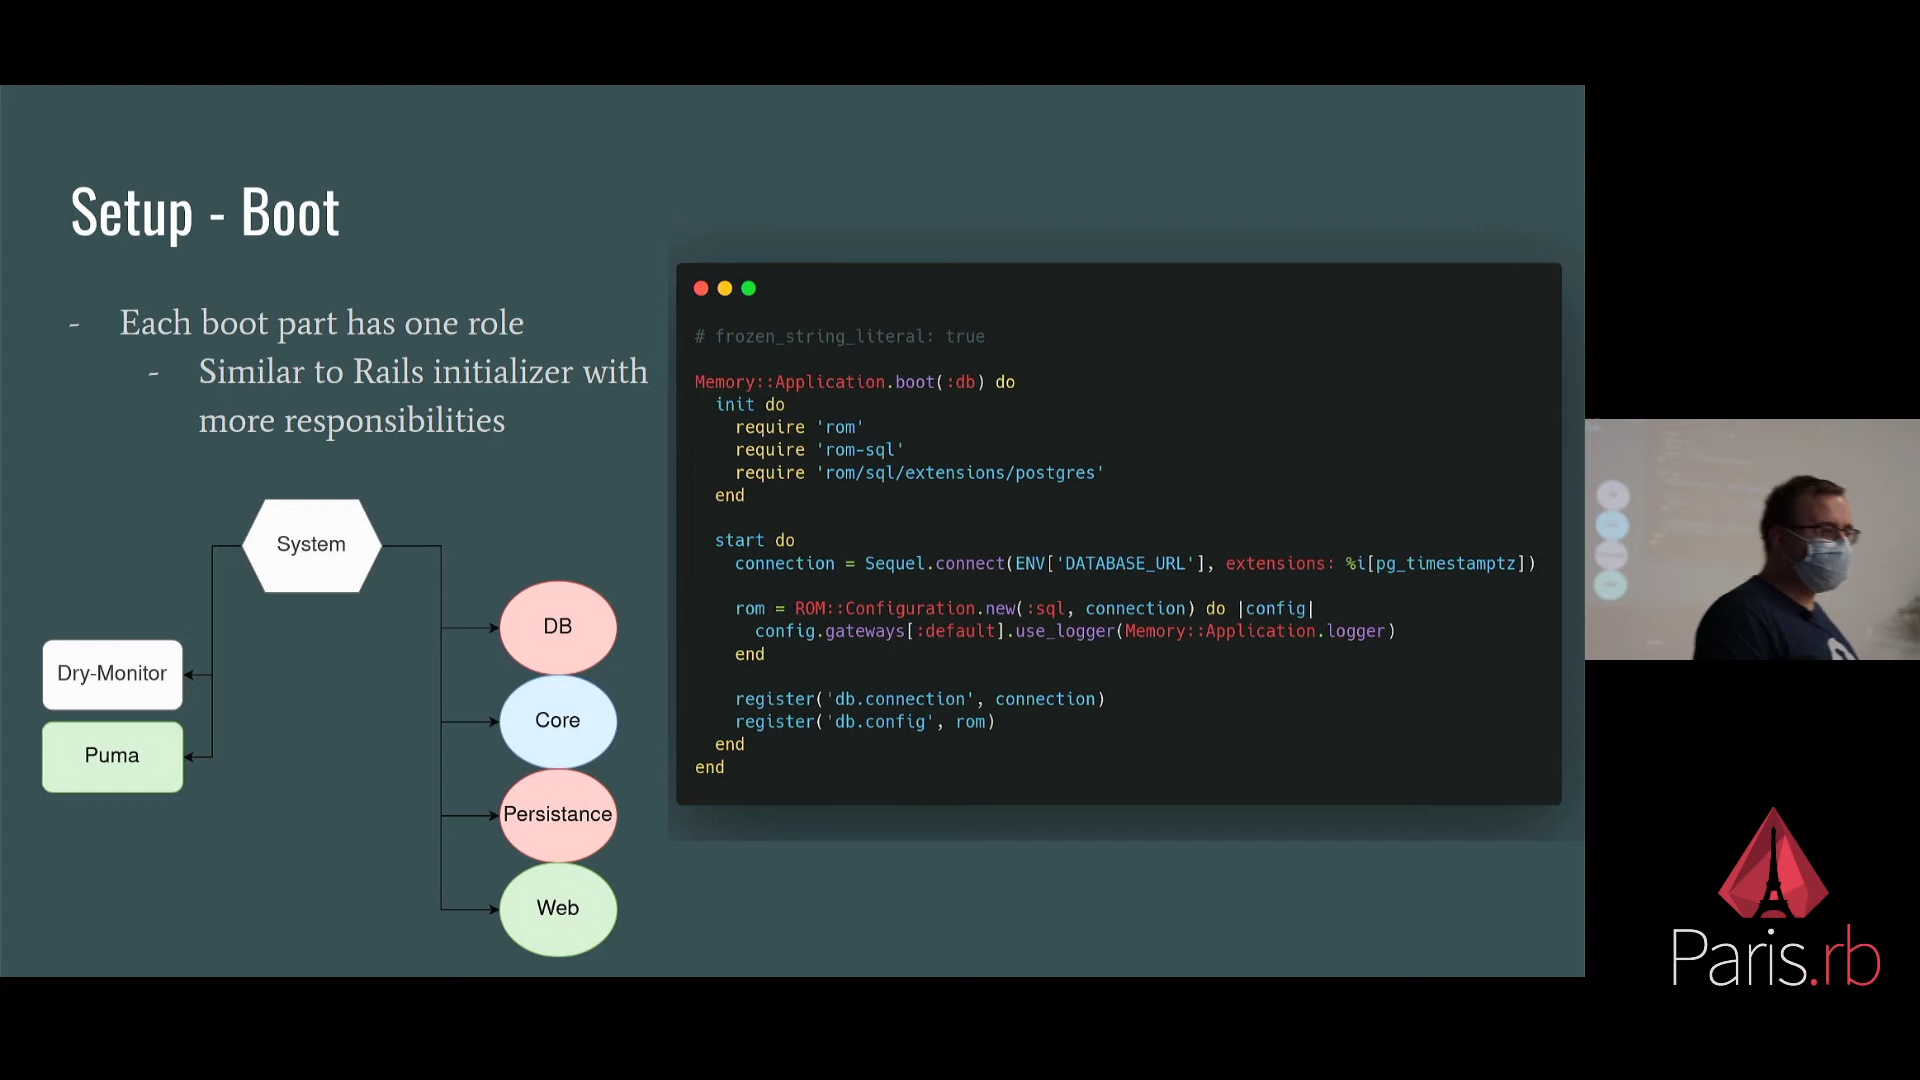 Setup - Boot
- Each boot part has one role
- Similar to Rails initializer with
more responsibilities
System
Dry-Monitor
Puma
DB
Core
Persistance
Web
# frozen_string_literal: true
Memory::Application.boot(:db) do
init do
require 'rom'
require 'rom-sql'
require 'rom/sql/extensions/postgres'
end
start do
connection = Sequel.connect(ENV['DATABASE_URL'], extensions: %i[pg_timestamptz])
rom = ROM::Configuration.new(:sql, connection) do |config|
config.gateways[:default].use_logger(Memory::Application.logger)
end
register('db.connection', connection)
register('db.config', rom)
end
end
Paris.rb